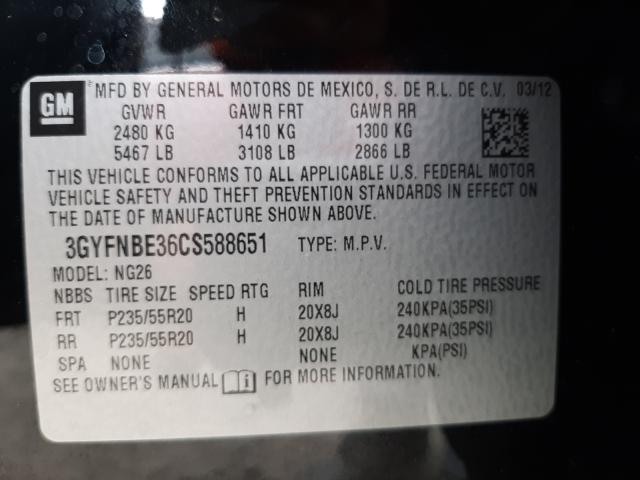 GM
MFD BY GENERAL MOTORS DE MEXICO, S. DE R.L. DE C.V. 03/12
GVWR GAWR FRT GAWR RR
2480 KG 1410 KG 1300 KG
5467 LB 3108 LB 2866 LB
THIS VEHICLE CONFORMS TO ALL APPLICABLE U.S. FEDERAL MOTOR
VEHICLE SAFETY AND THEFT PREVENTION STANDARDS IN EFFECT ON
THE DATE OF MANUFACTURE SHOWN ABOVE.
3GYFNBE36CS588651 TYPE: M.P.V.
MODEL: NG26
NBBS TIRE SIZE SPEED RTG RIM COLD TIRE PRESSURE
FRT P235/55R20 H 20X8J 240KPA(35PSI)
RR P235/55R20 H 20X8J 240KPA(35PSI)
SPA NONE NONE KPA(PSI)
SEE OWNER'S MANUAL FOR MORE INFORMATION.